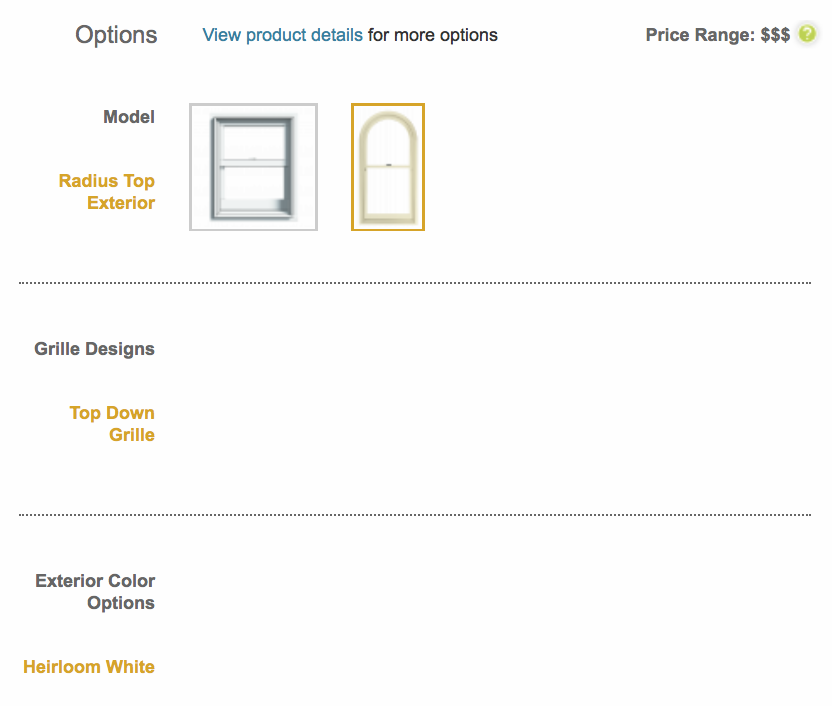 Options
View product details for more options
Price Range: $$$ ?
Model
Radius Top
Exterior
Grille Designs
Top Down
Grille
Exterior Color
Options
Heirloom White